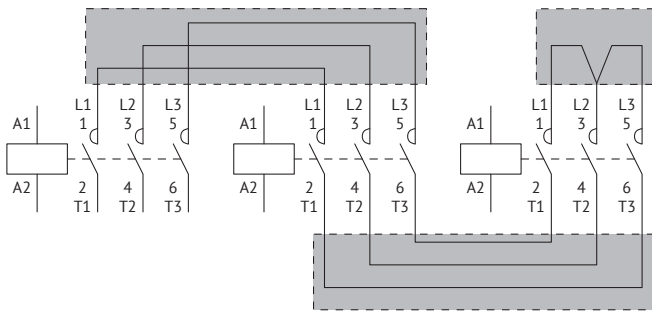 L1 L2 L3 L1 L2 L3 L1 L2 L3
A1 1 3 5 A1 1 3 5 A1 1 3 5
A2 2 4 6 A2 2 4 6 A2 2 4 6
T1 T2 T3 T1 T2 T3 T1 T2 T3